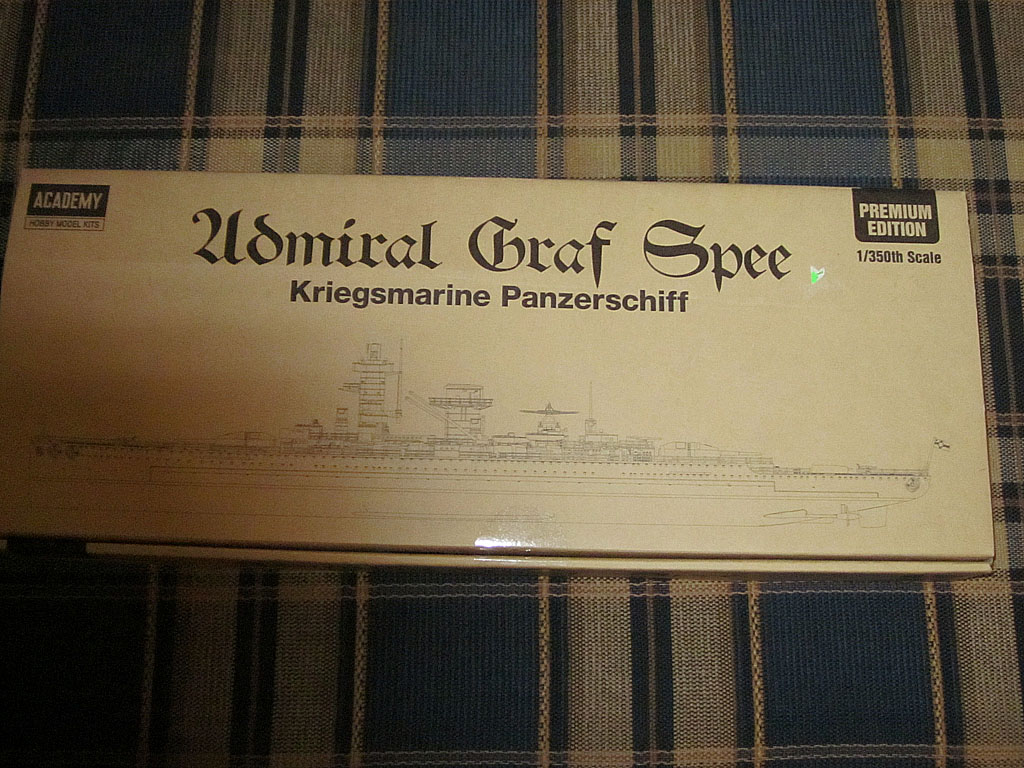 ACADEMY
HOBBY MODEL KITS
Admiral Graf Spee
Kriegsmarine Panzerschiff
PREMIUM
EDITION
1/350th Scale